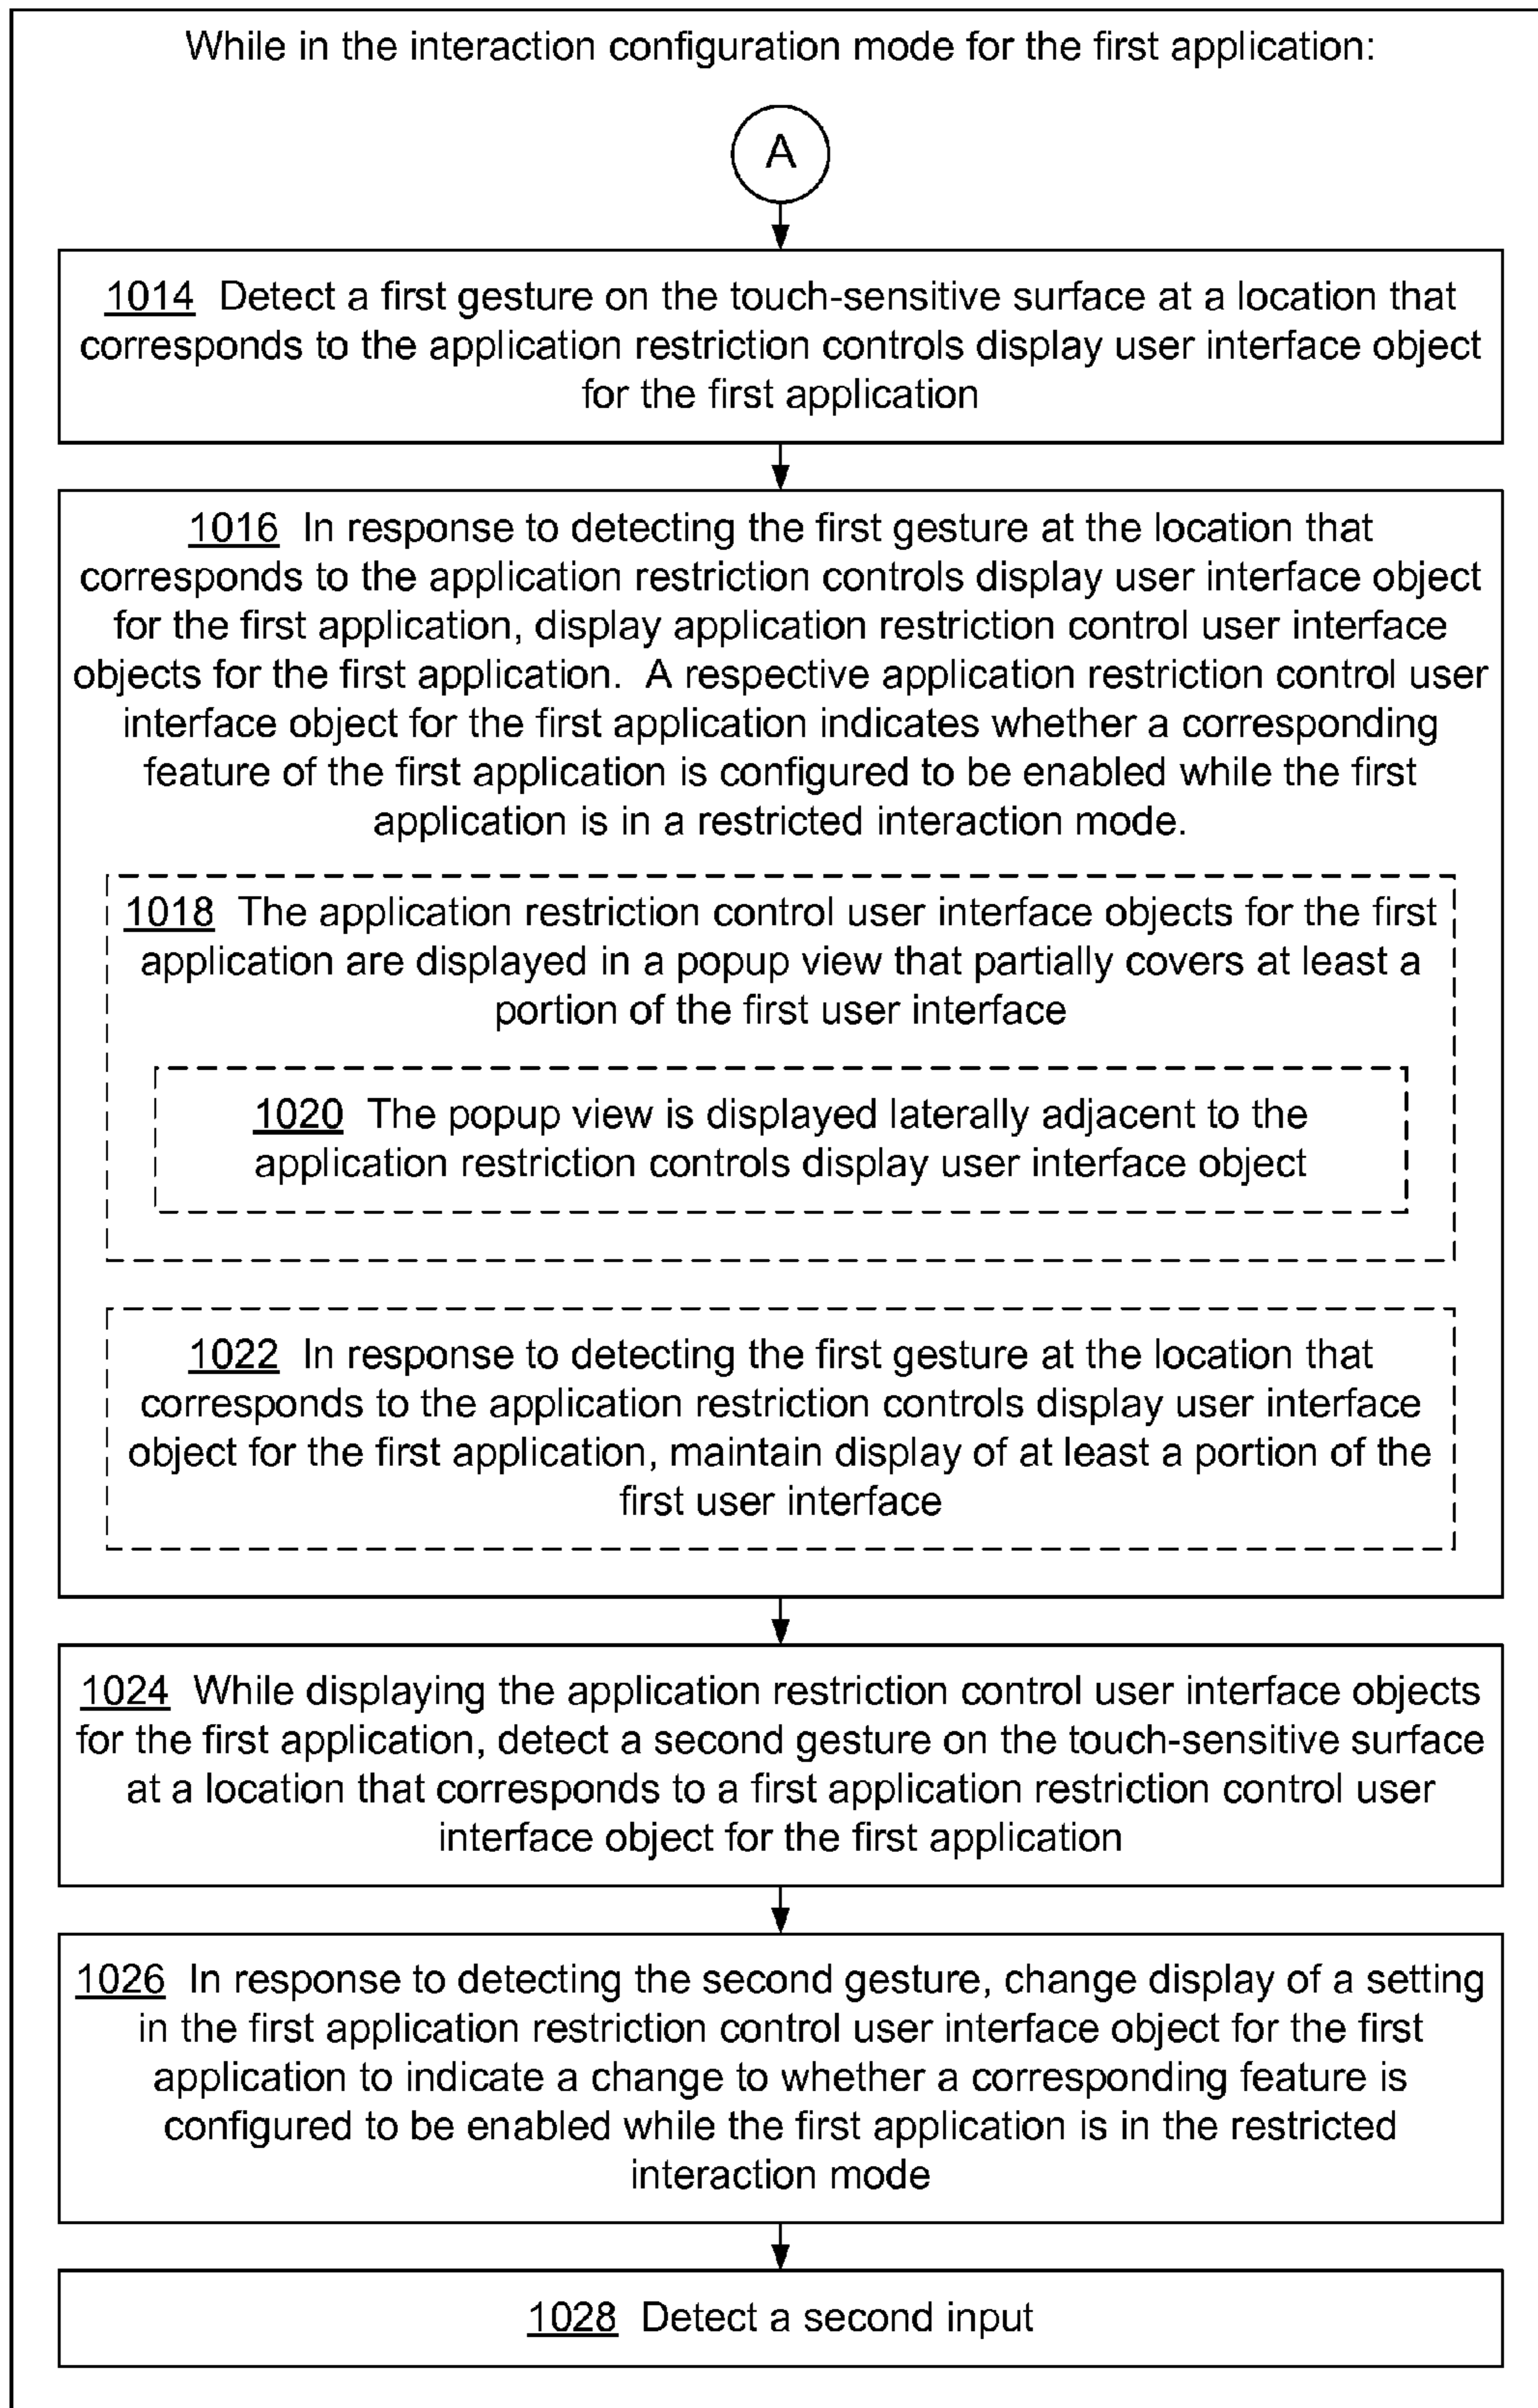 While in the interaction configuration mode for the first application:
A
1014 Detect a first gesture on the touch-sensitive surface at a location that
corresponds to the application restriction controls display user interface object
for the first application
1016 In response to detecting the first gesture at the location that
corresponds to the application restriction controls display user interface object
for the first application, display application restriction control user interface
objects for the first application. A respective application restriction control user
interface object for the first application indicates whether a corresponding
feature of the first application is configured to be enabled while the first
application is in a restricted interaction mode.
1018 The application restriction control user interface objects for the first
application are displayed in a popup view that partially covers at least a
portion of the first user interface
1020 The popup view is displayed laterally adjacent to the
application restriction controls display user interface object
1022 In response to detecting the first gesture at the location that
corresponds to the application restriction controls display user interface
object for the first application, maintain display of at least a portion of the
first user interface
1024 While displaying the application restriction control user interface objects
for the first application, detect a second gesture on the touch-sensitive surface
at a location that corresponds to a first application restriction control user
interface object for the first application
1026 In response to detecting the second gesture, change display of a setting
in the first application restriction control user interface object for the first
application to indicate a change to whether a corresponding feature is
configured to be enabled while the first application is in the restricted
interaction mode
1028 Detect a second input